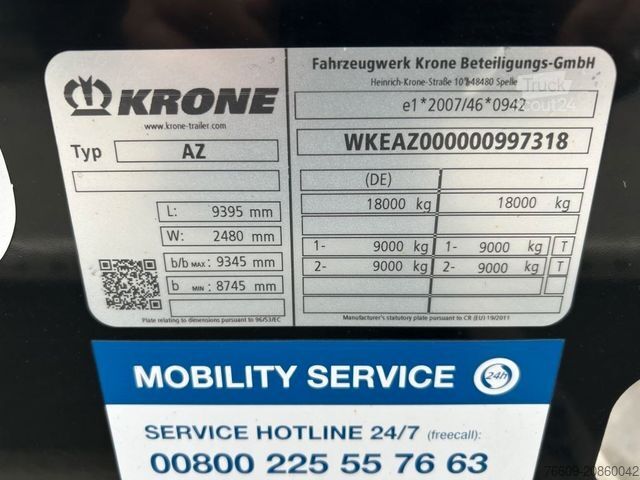 KRONE
www.krone-trailer.com
Typ AZ
L: 9395 mm
W: 2480 mm
b/b MAX: 9345 mm
b MIN: 8745 mm
Plate relating to dimensions pursuant to 96/53/EC
Fahrzeugwerk Krone Beteiligungs-GmbH
Heinrich-Krone-Straße 10 48480 Spelle
e1*2007/46*0942
WKEAZ000000997318
(DE)
18000 kg 18000 kg
1- 9000 kg 1- 9000 kg T
2- 9000 kg 2- 9000 kg T
Manufacturer's statutory plate pursuant to CR (EU) 19/2011
Truck
Scout24
MOBILITY SERVICE 24h
SERVICE HOTLINE 24/7 (freecall):
00800 225 55 76 63
76609-20860042